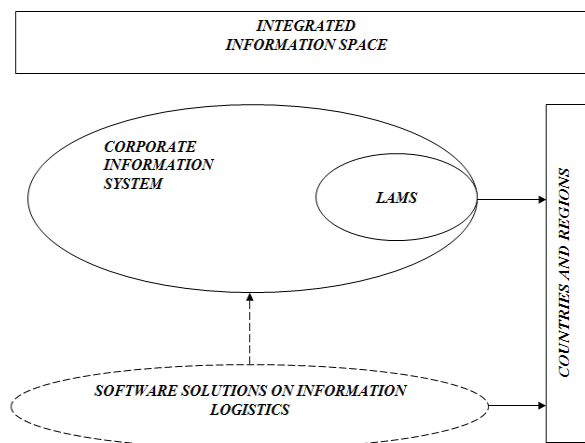 INTEGRATED
INFORMATION SPACE
CORPORATE
INFORMATION
SYSTEM
LAMS
COUNTRIES AND REGIONS
SOFTWARE SOLUTIONS ON INFORMATION
LOGISTICS